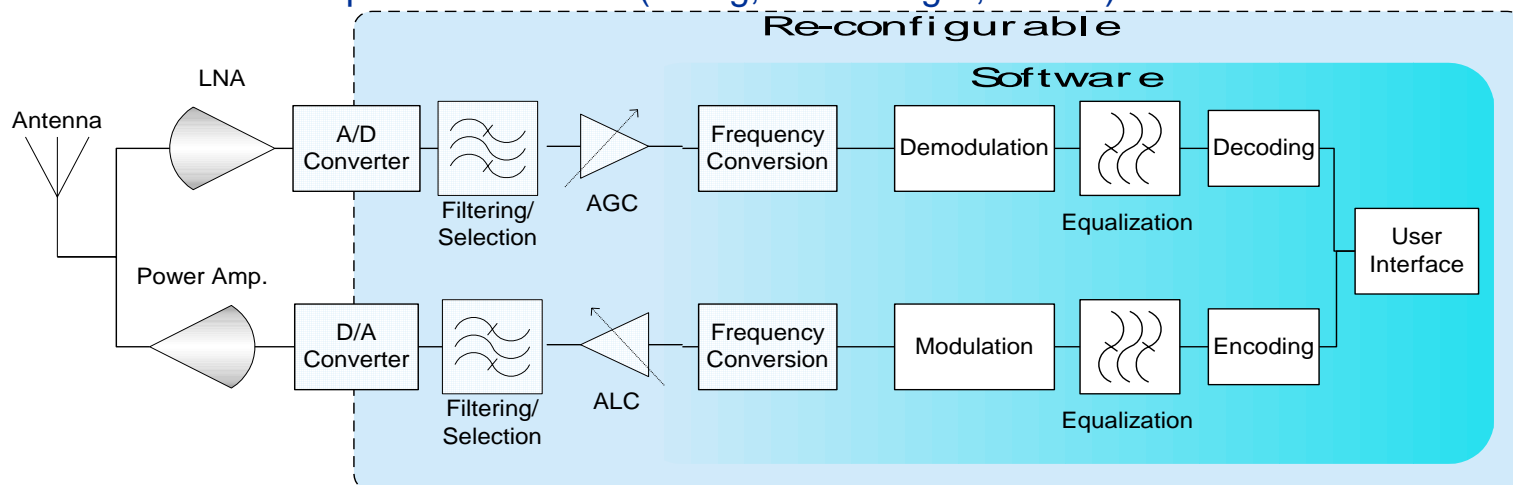 Re-configurable
Software
LNA
Antenna
A/D
Converter
Filtering/
Selection
AGC
Frequency
Conversion
Demodulation
Equalization
Decoding
User
Interface
Power Amp.
D/A
Converter
Filtering/
Selection
ALC
Frequency
Conversion
Modulation
Equalization
Encoding